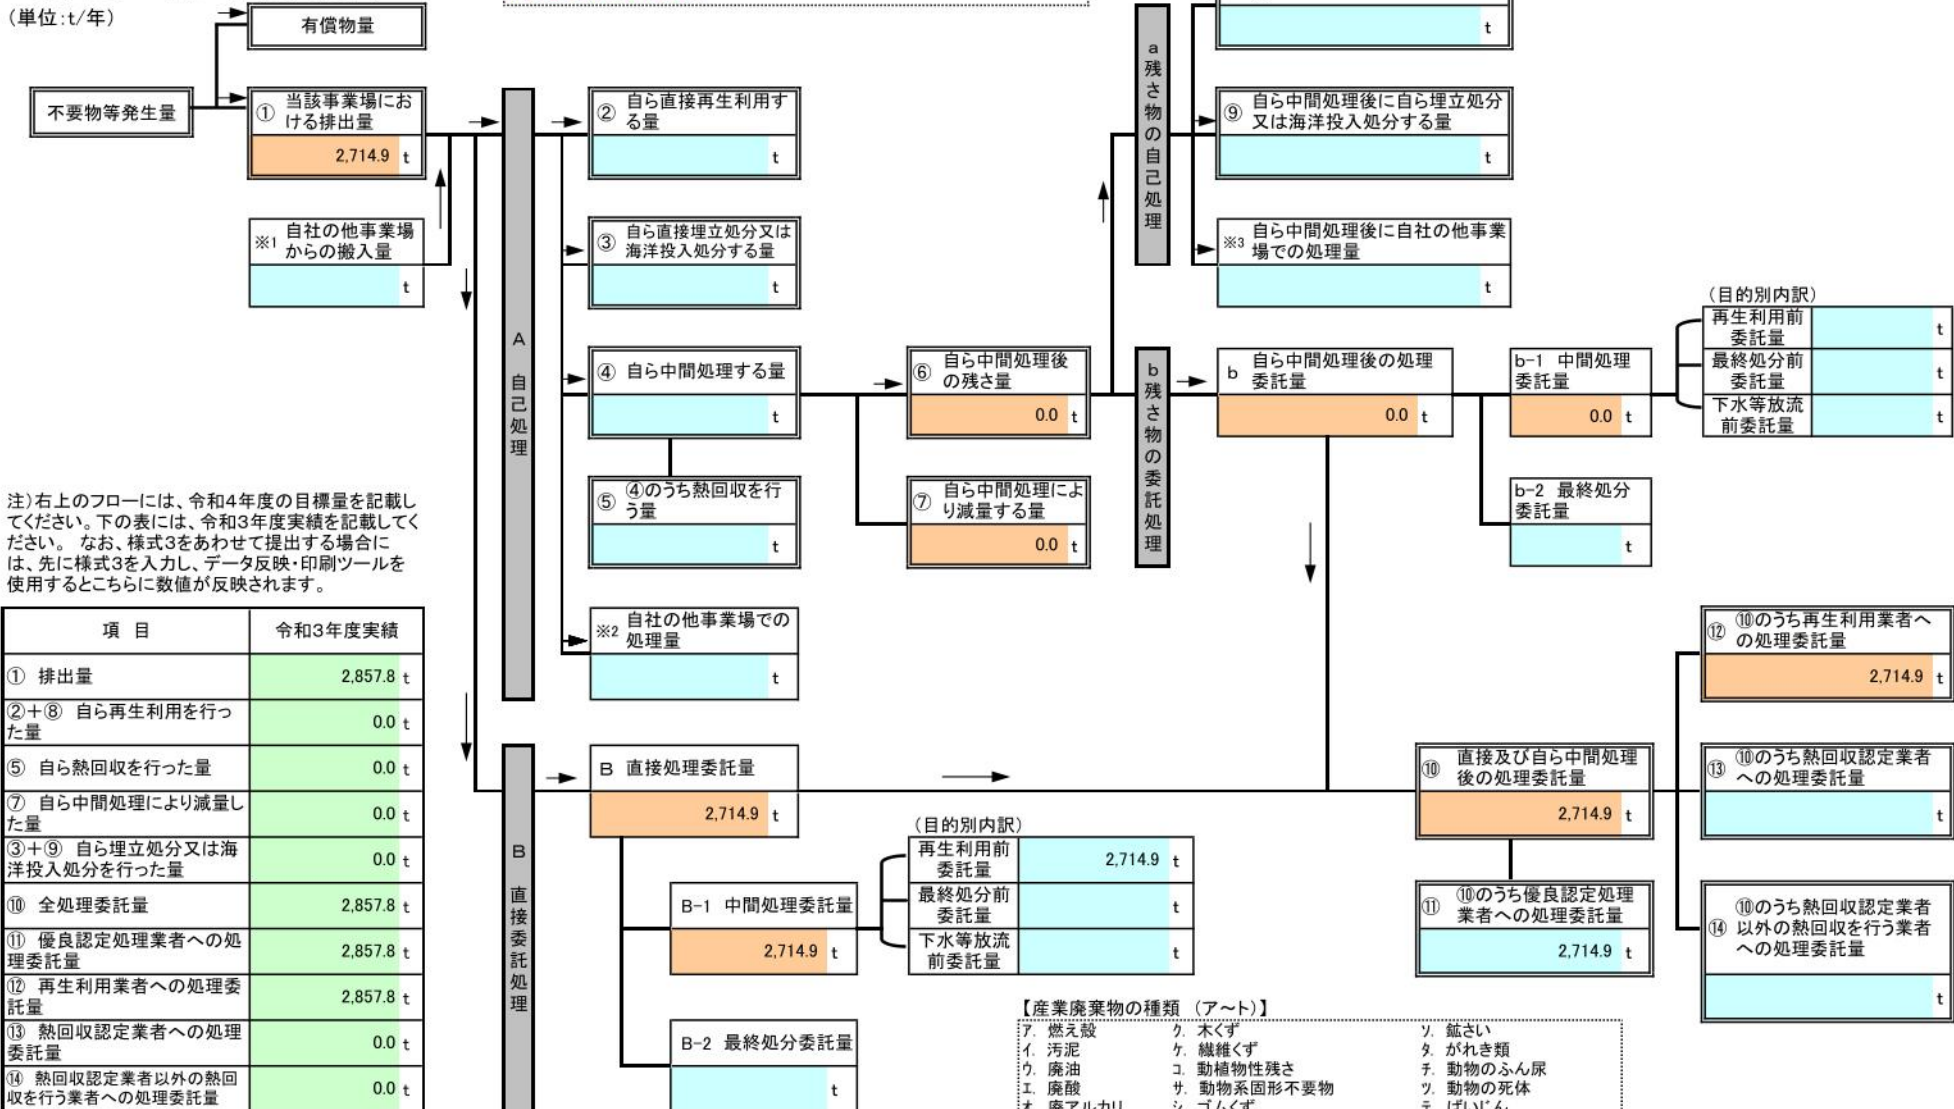 (単位:t/年)
有償物量
不要物等発生量
① 当該事業場にお
ける排出量
2,714.9 t
※1 自社の他事業場
からの搬入量
t
A 自己処理
② 自ら直接再生利用す
る量
t
③ 自ら直接埋立処分又は
海洋投入処分する量
t
④ 自ら中間処理する量
t
⑤ ④のうち熱回収を行
う量
t
※2 自社の他事業場での
処理量
t
⑥ 自ら中間処理後
の残さ量
0.0 t
⑦ 自ら中間処理によ
り減量する量
0.0 t
a 残さ物の自己処理
t
⑨ 自ら中間処理後に自ら埋立処分
又は海洋投入処分する量
t
※3 自ら中間処理後に自社の他事業
場での処理量
t
b 残さ物の委託処理
b 自ら中間処理後の処理
委託量
0.0 t
b-1 中間処理
委託量
0.0 t
(目的別内訳)
再生利用前
委託量
t
最終処分前
委託量
t
下水等放流
前委託量
t
b-2 最終処分
委託量
t
注)右上のフローには、令和4年度の目標量を記載し
てください。下の表には、令和3年度実績を記載してく
ださい。 なお、様式3をあわせて提出する場合に
は、先に様式3を入力し、データ反映・印刷ツールを
使用するとこちらに数値が反映されます。
項 目 令和3年度実績
① 排出量 2,857.8 t
②+⑧ 自ら再生利用を行っ
た量 0.0 t
⑤ 自ら熱回収を行った量 0.0 t
⑦ 自ら中間処理により減量し
た量 0.0 t
③+⑨ 自ら埋立処分又は海
洋投入処分を行った量 0.0 t
⑩ 全処理委託量 2,857.8 t
⑪ 優良認定処理業者への処
理委託量 2,857.8 t
⑫ 再生利用業者への処理委
託量 2,857.8 t
⑬ 熱回収認定業者への処理
委託量 0.0 t
⑭ 熱回収認定業者以外の熱回
収を行う業者への処理委託量 0.0 t
B 直接委託処理
B 直接処理委託量
2,714.9 t
B-1 中間処理委託量
2,714.9 t
(目的別内訳)
再生利用前
委託量
2,714.9 t
最終処分前
委託量
t
下水等放流
前委託量
t
B-2 最終処分委託量
t
⑩ 直接及び自ら中間処理
後の処理委託量
2,714.9 t
⑪ ⑩のうち優良認定処理
業者への処理委託量
2,714.9 t
⑫ ⑩のうち再生利用業者へ
の処理委託量
2,714.9 t
⑬ ⑩のうち熱回収認定業者
への処理委託量
t
⑭ ⑩のうち熱回収認定業者
以外の熱回収を行う業者
への処理委託量
t
【産業廃棄物の種類 (ア~ト)】
ア. 燃え殻 ク. 木くず ソ. 鉱さい
イ. 汚泥 ケ. 繊維くず タ. がれき類
ウ. 廃油 コ. 動植物性残さ チ. 動物のふん尿
エ. 廃酸 サ. 動物系固形不要物 ツ. 動物の死体
オ. 廃アルカリ シ. ゴムくず テ. ばいじん